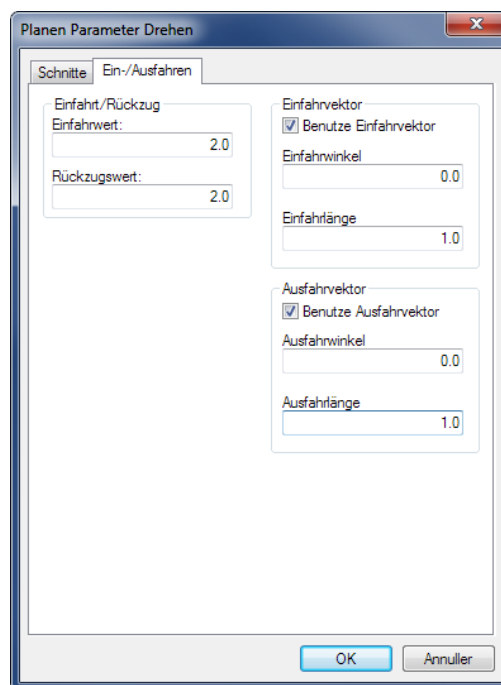 Planen Parameter Drehen
Schnitte
Ein-/Ausfahren
Einfahrt/Rückzug
Einfahrwert:
2.0
Rückzugswert:
2.0
Einfahrvektor
Benutze Einfahrvektor
Einfahrwinkel
0.0
Einfahrlänge
1.0
Ausfahrvektor
Benutze Ausfahrvektor
Ausfahrwinkel
0.0
Ausfahrlänge
1.0
OK
Annuller